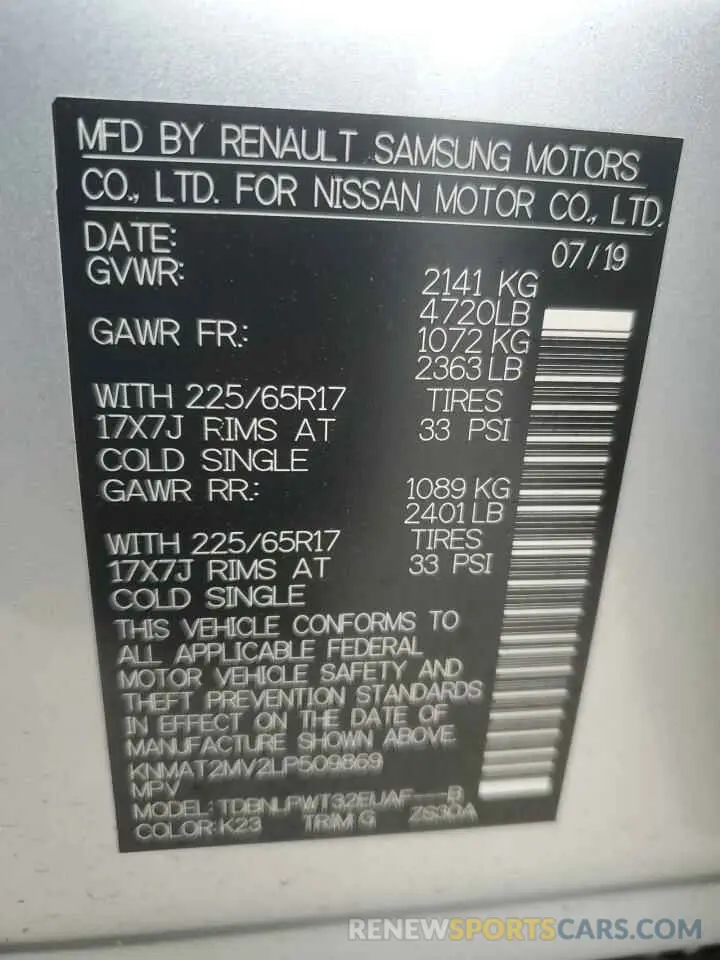 MFD BY RENAULT SAMSUNG MOTORS
CO., LTD. FOR NISSAN MOTOR CO., LTD.
DATE: 07/19
GVWR: 2141 KG
4720LB
GAWR FR: 1072 KG
2363 LB
WITH 225/65R17 TIRES
17X7J RIMS AT 33 PSI
COLD SINGLE
GAWR RR: 1089 KG
2401 LB
WITH 225/65R17 TIRES
17X7J RIMS AT 33 PSI
COLD SINGLE
THIS VEHICLE CONFORMS TO
ALL APPLICABLE FEDERAL
MOTOR VEHICLE SAFETY AND
THEFT PREVENTION STANDARDS
IN EFFECT ON THE DATE OF
MANUFACTURE SHOWN ABOVE.
KNMAT2MV2LP509869
MPV
MODEL:
COLOR: K23 TRIM G ZS30A
RENEWSPORTSCARS.COM